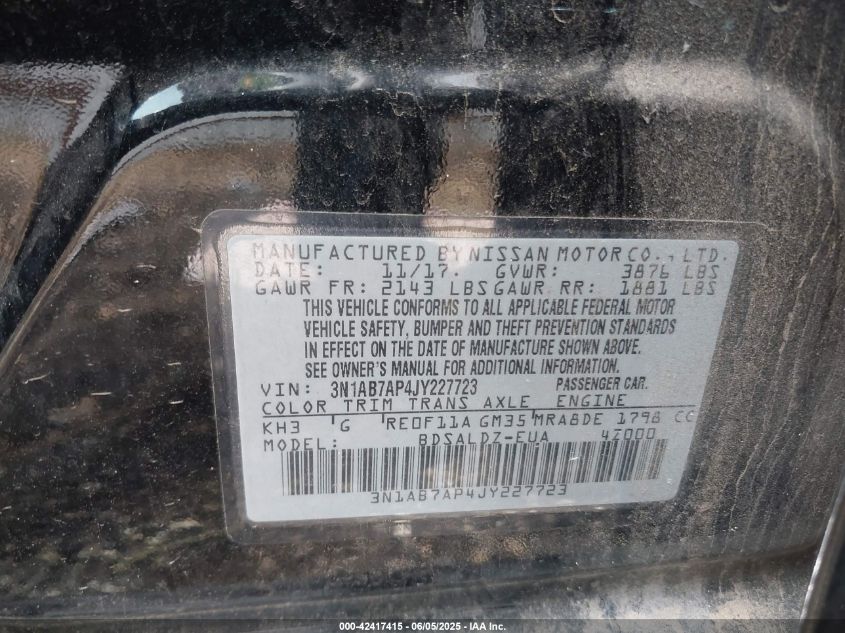 MANUFACTURED BY NISSAN MOTOR CO., LTD.
DATE: 11/17. GVWR: 3876 LBS
GAWR FR: 2143 LBS GAWR RR: 1881 LBS
THIS VEHICLE CONFORMS TO ALL APPLICABLE FEDERAL MOTOR
VEHICLE SAFETY, BUMPER AND THEFT PREVENTION STANDARDS
IN EFFECT ON THE DATE OF MANUFACTURE SHOWN ABOVE.
SEE OWNER'S MANUAL FOR ADDITIONAL INFORMATION.
VIN: 3N1AB7AP4JY227723 PASSENGER CAR.
COLOR TRIM TRANS AXLE ENGINE
KH3 G RE0F11A GM35 MRA8DE 1798 CC
MODEL: BDSALDZ-EUA 4Z000
3N1AB7AP4JY227723
000-42417415 - 06/05/2025 - IAA Inc.